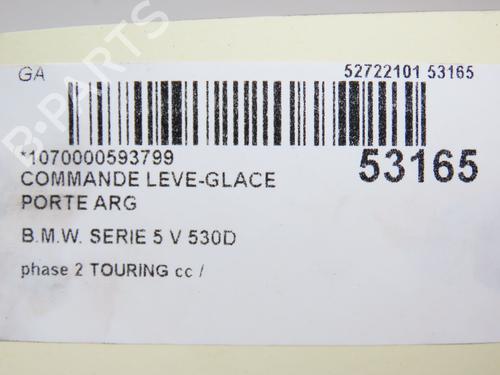 GA
52722101 53165
*1070000593799
53165
COMMANDE LEVE-GLACE
PORTE ARG
B.M.W. SERIE 5 V 530D
phase 2 TOURING cc /
B-PARTS